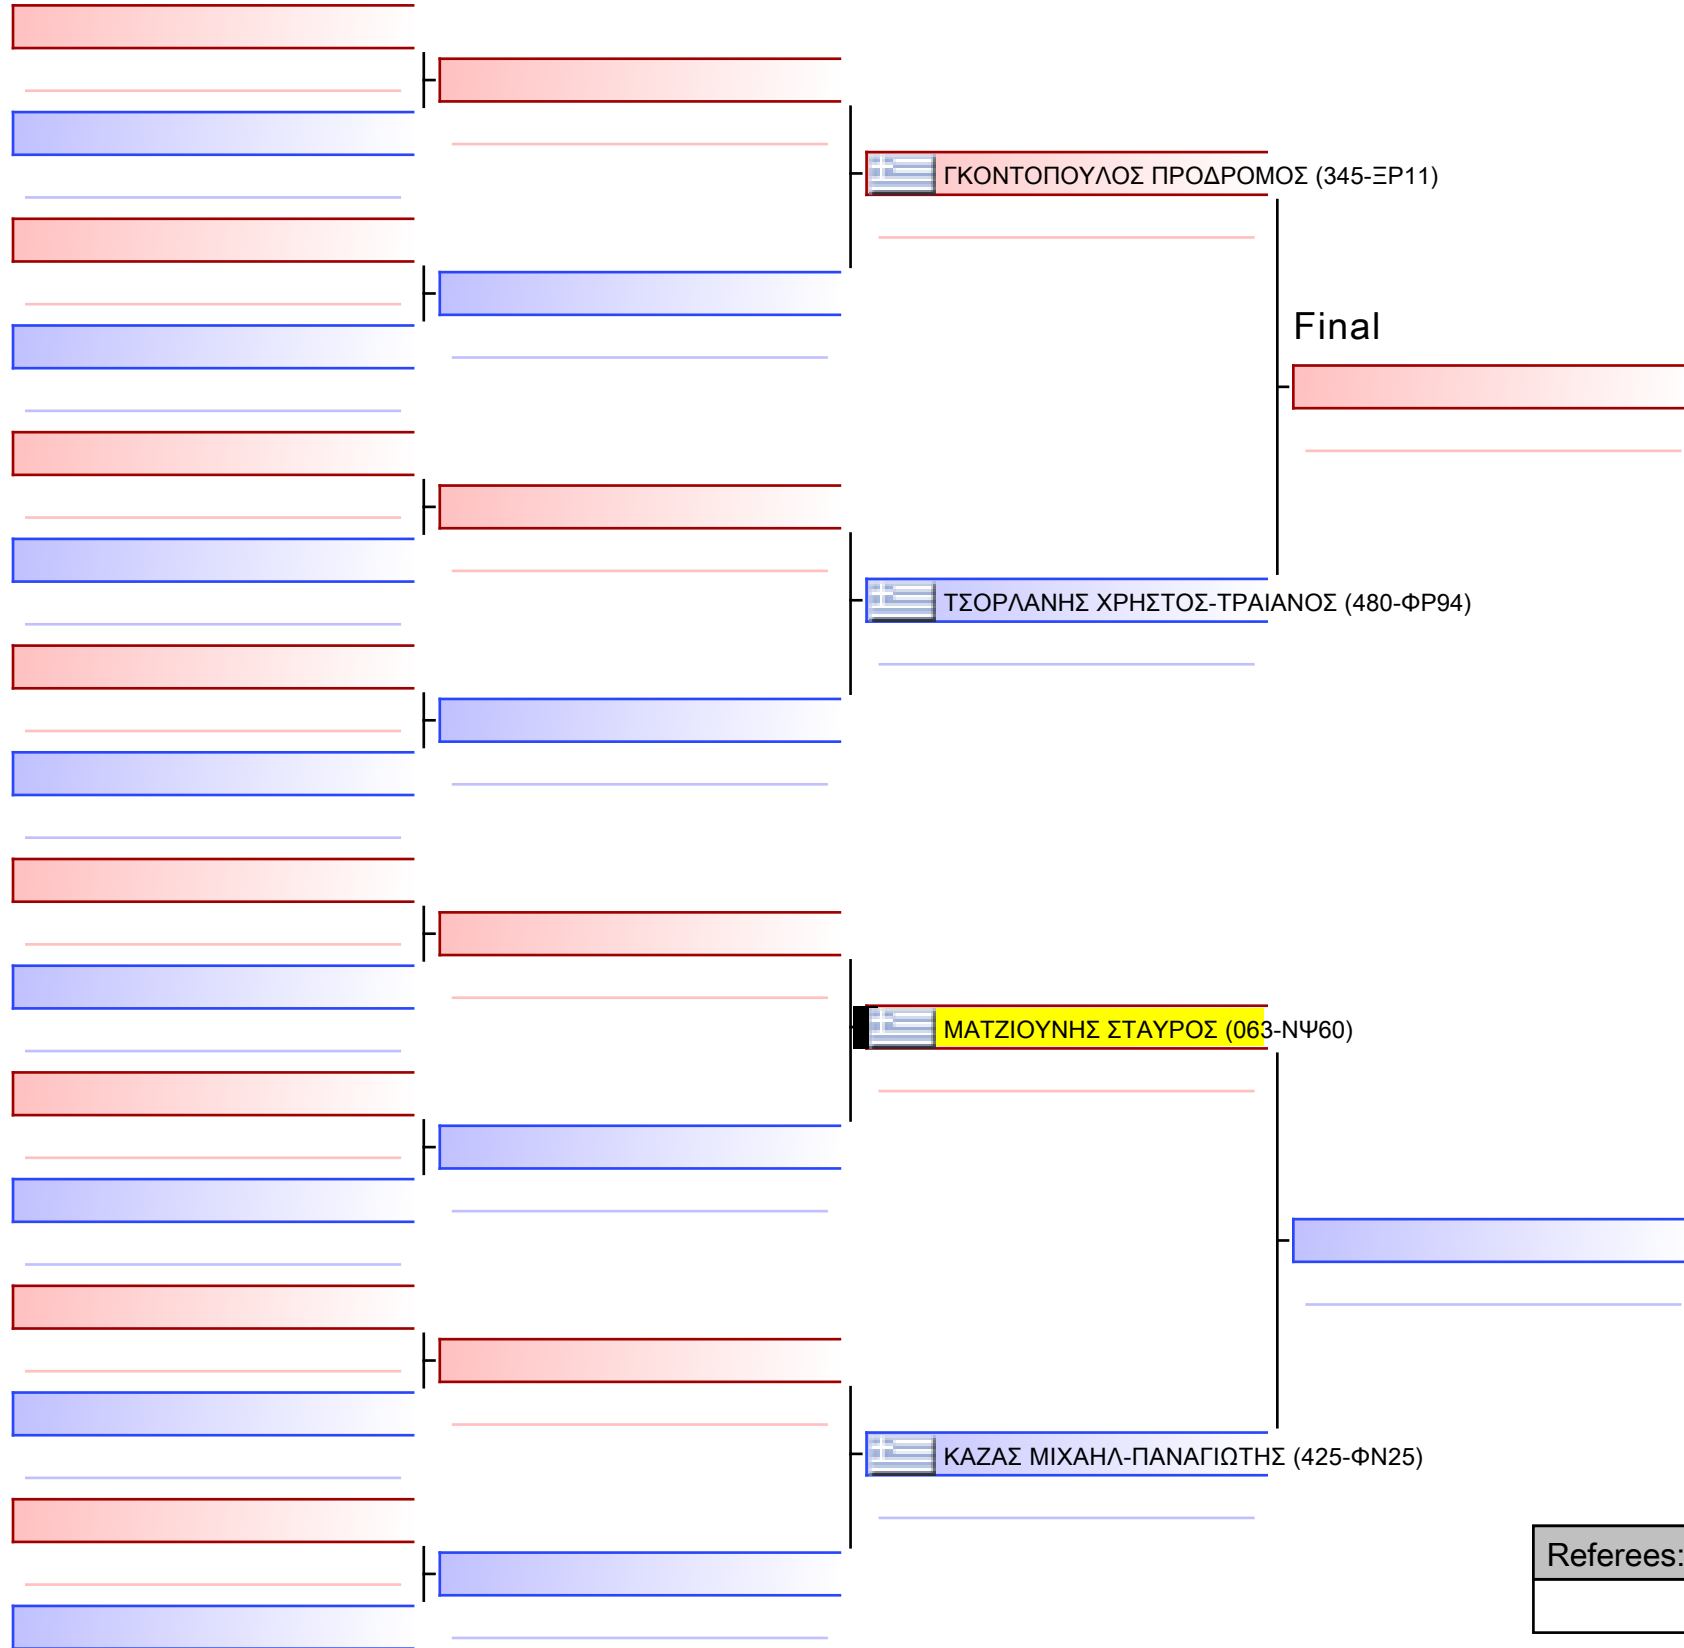 ΓΚΟΝΤΟΠΟΥΛΟΣ ΠΡΟΔΡΟΜΟΣ (345-ΞΡ11)
Final
ΤΣΟΡΛΑΝΗΣ ΧΡΗΣΤΟΣ-ΤΡΑΙΑΝΟΣ (480-ΦΡ94)
ΜΑΤΖΙΟΥΝΗΣ ΣΤΑΥΡΟΣ (063-ΝΨ60)
ΚΑΖΑΣ ΜΙΧΑΗΛ-ΠΑΝΑΓΙΩΤΗΣ (425-ΦΝ25)
Referees: